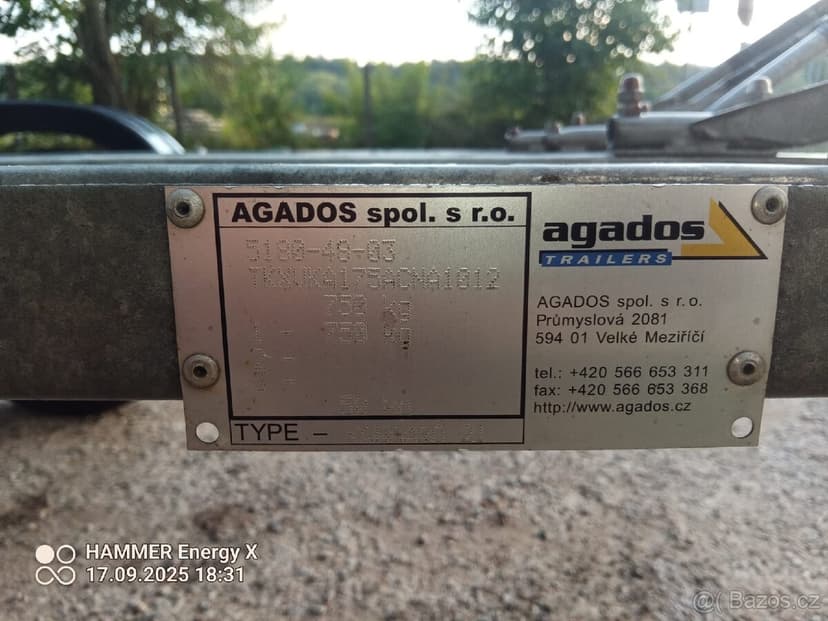 AGADOS spol. s r.o.
5180-48-03
TKXUKA175ACNA1012
750 kg
750 kg
TYPE –
agados
TRAILERS
AGADOS spol. s r.o.
Průmyslová 2081
594 01 Velké Meziříčí
tel.: +420 566 653 311
fax: +420 566 653 368
http://www.agados.cz
HAMMER Energy X
17.09.2025 18:31
Bazos.cz